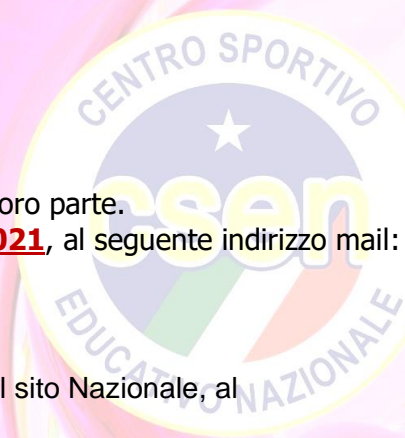 CENTRO SPORTIVO
csen
EDUCATIVO NAZIONALE
oro parte.
021, al seguente indirizzo mail:
l sito Nazionale, al